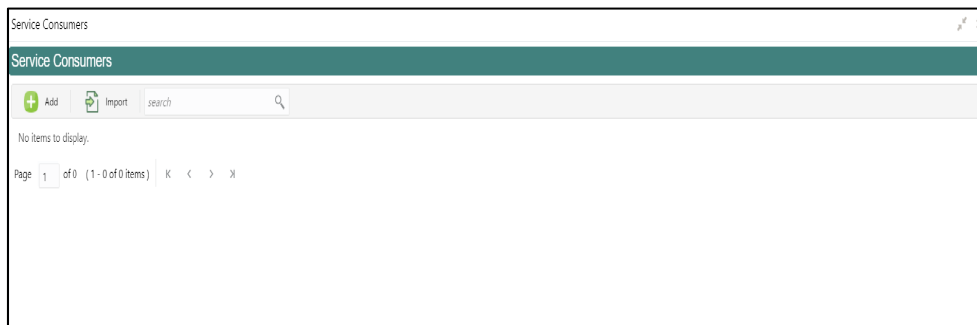 Service Consumers
Service Consumers
Add Import search
No items to display.
Page 1 of 0 (1 - 0 of 0 items)